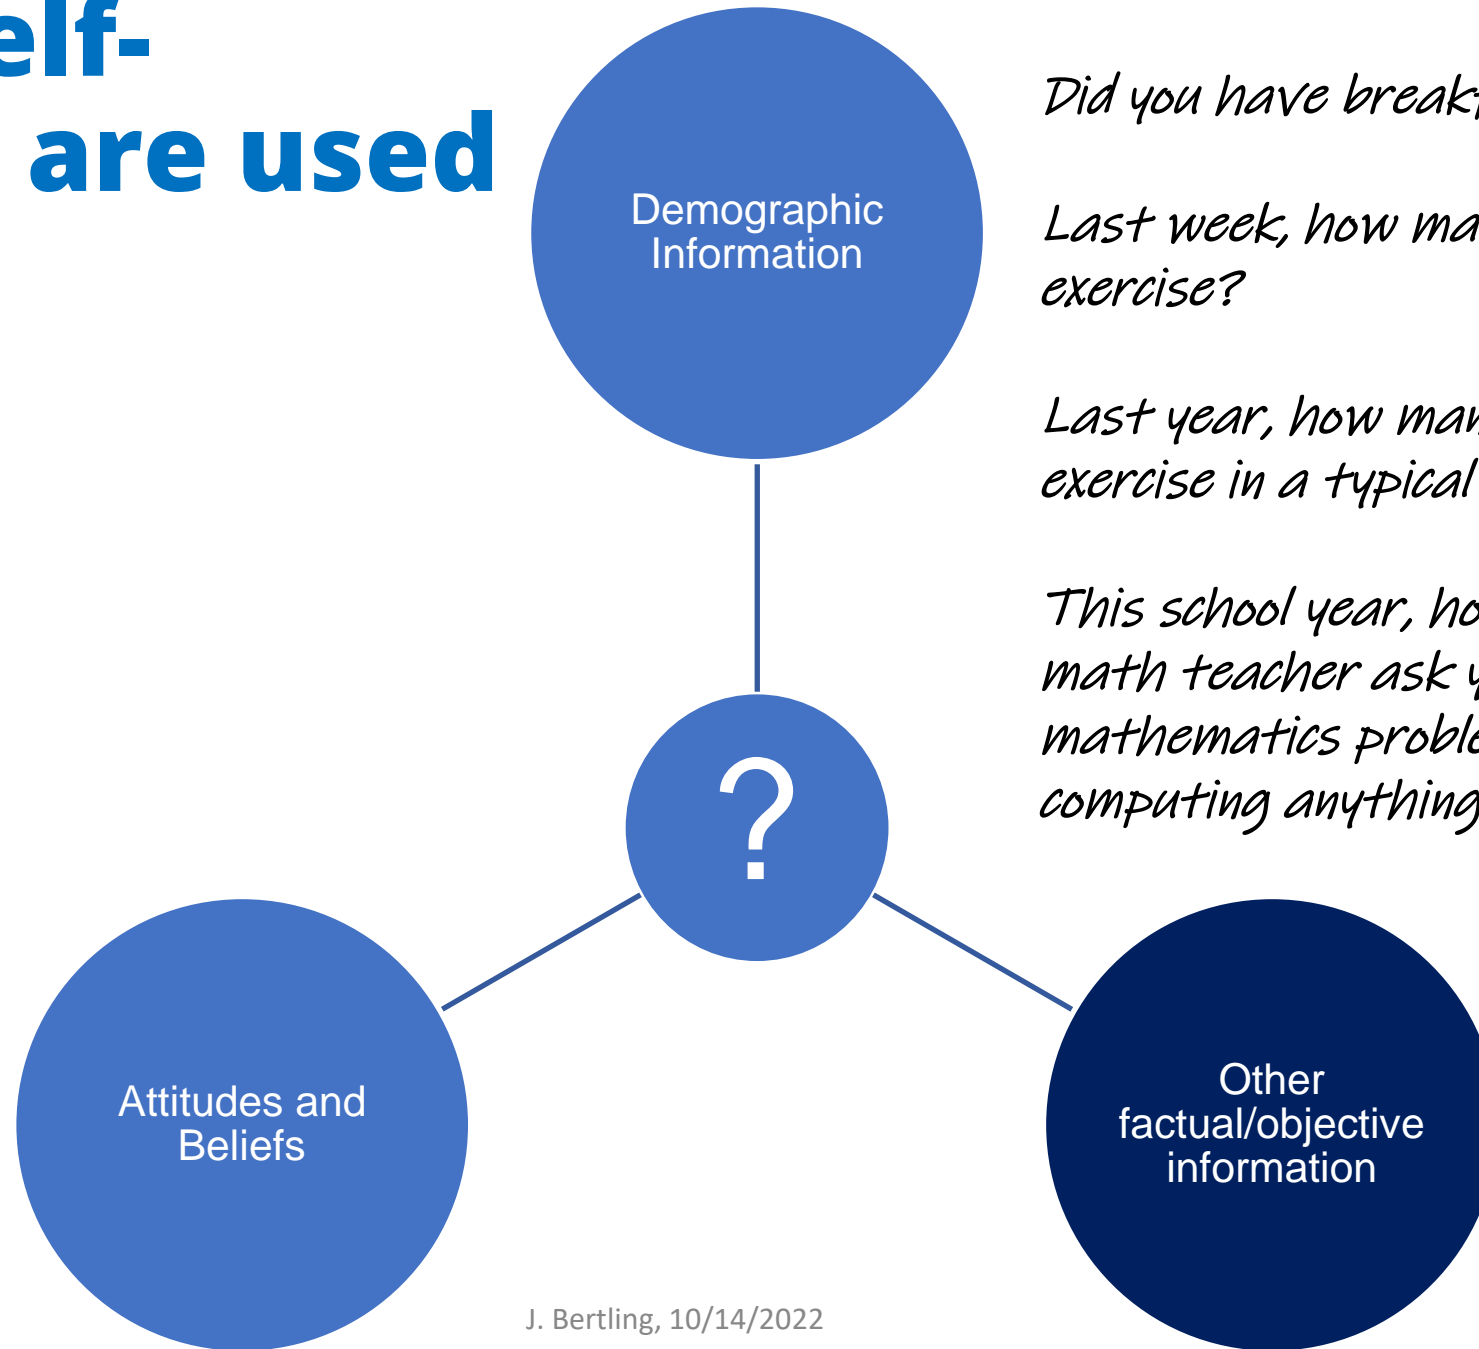 elf-
are used
Demographic
Information
Did you have break
Last week, how ma
exercise?
Last year, how man
exercise in a typical
This school year, ho
math teacher ask y
mathematics proble
computing anything
?
Attitudes and
Beliefs
Other
factual/objective
information
J. Bertling, 10/14/2022